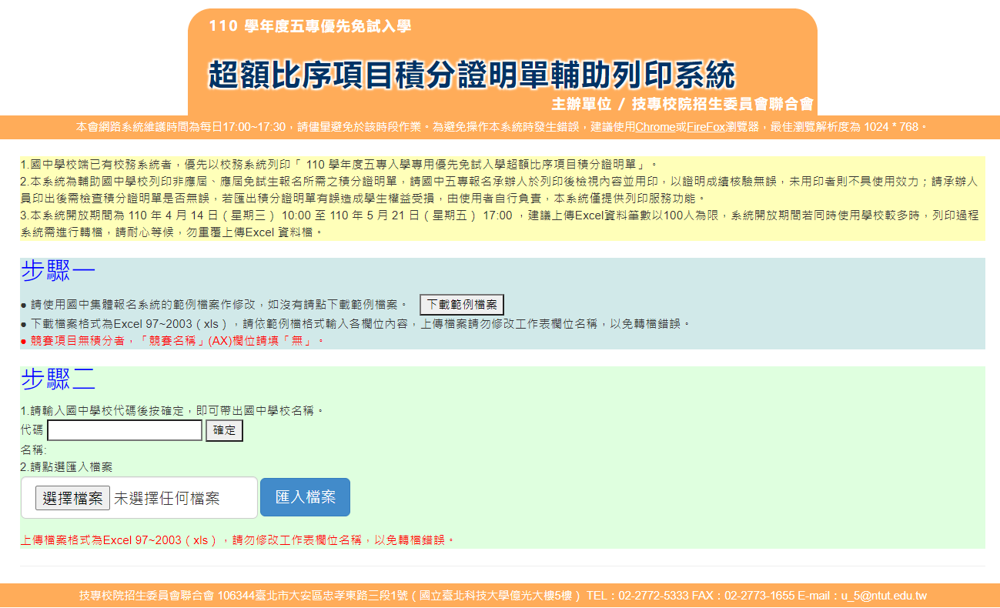 110 學年度五專優先免試入學
超額比序項目積分證明單輔助列印系統
主辦單位 / 技專校院招生委員會聯合會
本會網路系統維護時間為每日17:00~17:30，請儘量避免於該時段作業。為避免操作本系統時發生錯誤，建議使用Chrome或FireFox瀏覽器，最佳瀏覽解析度為 1024 * 768。
1.國中學校端已有校務系統者，優先以校務系統列印「 110 學年度五專入學專用優先免試入學超額比序項目積分證明單」。
2.本系統為輔助國中學校列印非應屆、應屆免試生報名所需之積分證明單，請國中五專報名承辦人於列印後檢視內容並用印，以證明成績核驗無誤，未用印者則不具使用效力；請承辦人
員印出後需檢查積分證明單是否無誤，若匯出積分證明單有誤造成學生權益受損，由使用者自行負責，本系統僅提供列印服務功能。
3.本系統開放期間為 110 年 4 月 14 日（星期三） 10:00 至 110 年 5 月 21 日（星期五） 17:00 ，建議上傳Excel資料筆數以100人為限，系統開放期間若同時使用學校較多時，列印過程
系統需進行轉檔，請耐心等候，勿重覆上傳Excel 資料檔。
步驟一
● 請使用國中集體報名系統的範例檔案作修改，如沒有請點下載範例檔案。 下載範例檔案
● 下載檔案格式為Excel 97~2003（xls），請依範例檔格式輸入各欄位內容，上傳檔案請勿修改工作表欄位名稱，以免轉檔錯誤。
● 競賽項目無積分者，「競賽名稱」(AX)欄位請填「無」。
步驟二
1.請輸入國中學校代碼後按確定，即可帶出國中學校名稱。
代碼 確定
名稱:
2.請點選匯入檔案
選擇檔案 未選擇任何檔案 匯入檔案
上傳檔案格式為Excel 97~2003（xls），請勿修改工作表欄位名稱，以免轉檔錯誤。
技專校院招生委員會聯合會 106344臺北市大安區忠孝東路三段1號（國立臺北科技大學億光大樓5樓） TEL：02-2772-5333 FAX：02-2773-1655 E-mail：u_5@ntut.edu.tw